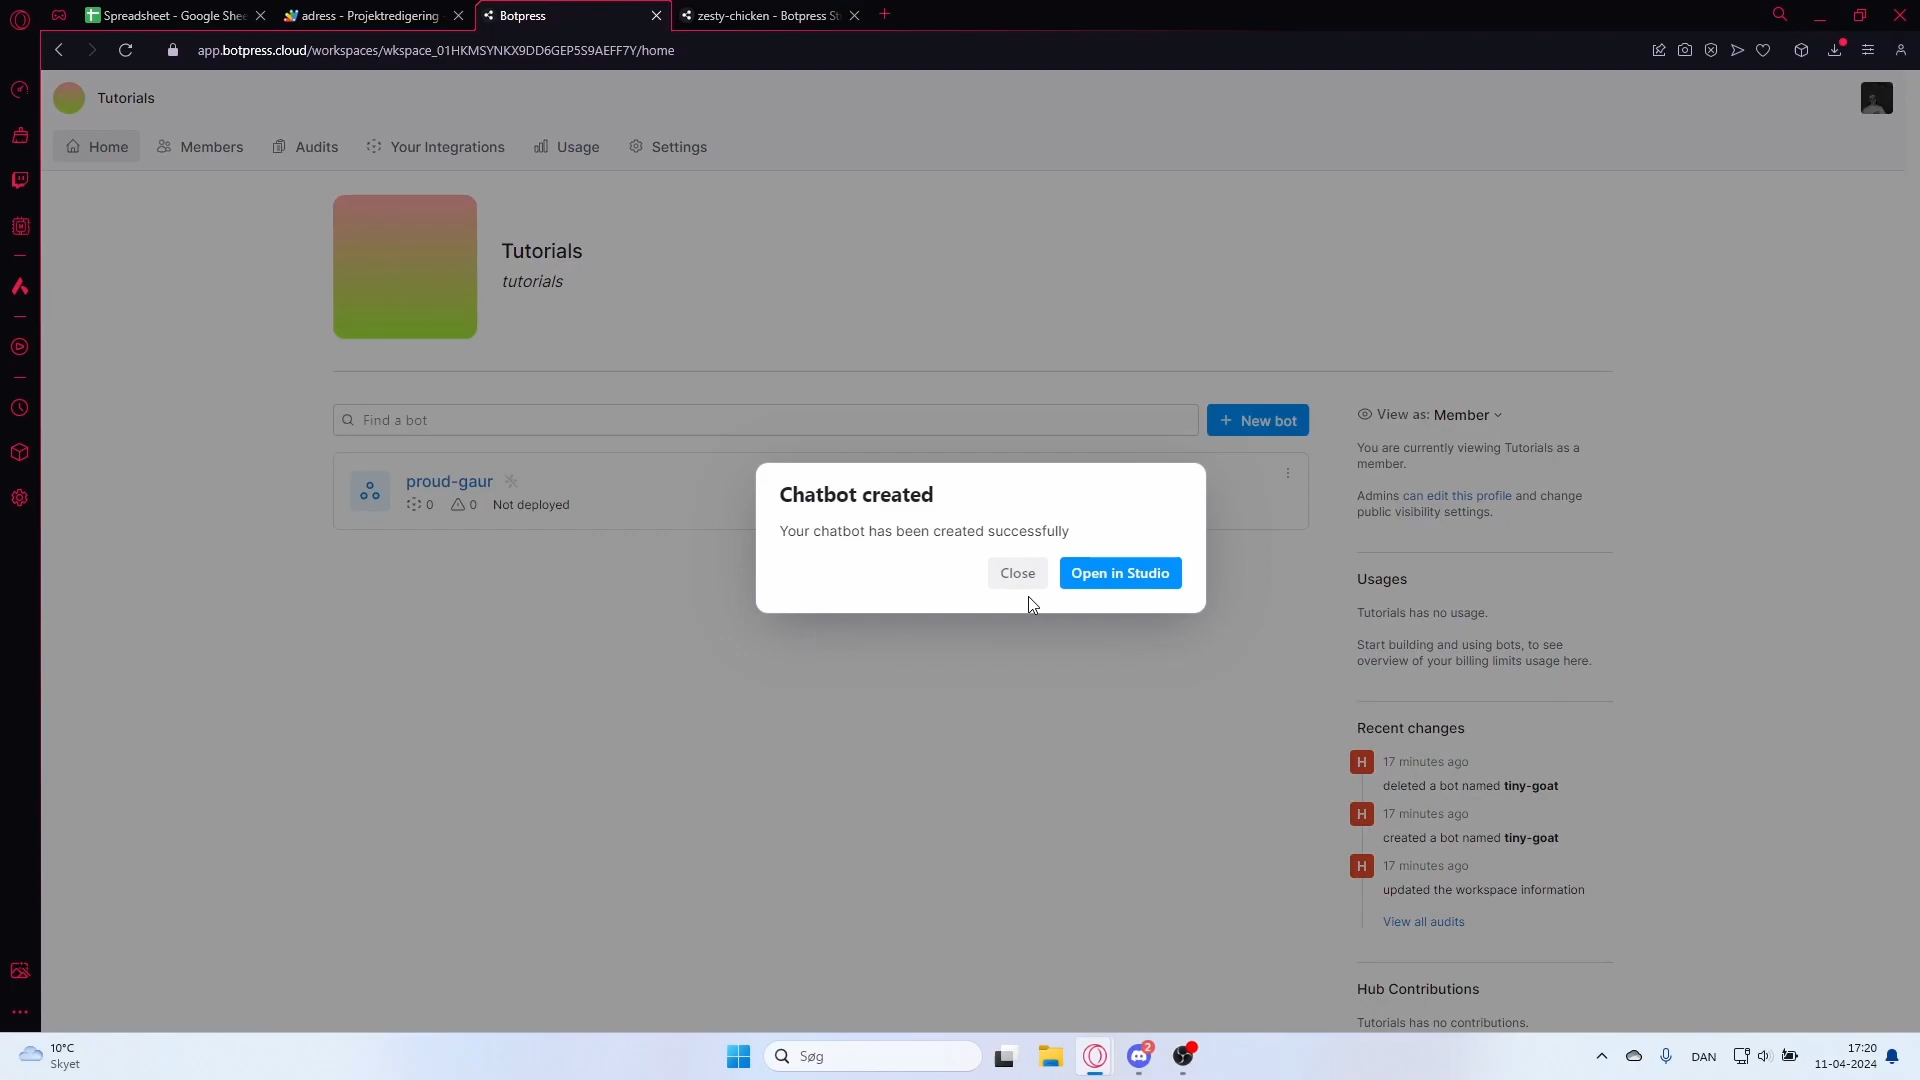 Spreadsheet - Google Shee
adress - Projektredigering
Botpress
zesty-chicken - Botpress St
app.botpress.cloud/workspaces/wkspace_01HKMSYNKX9DD6GEP5S9AEFF7Y/home
Tutorials
Home
Members
Audits
Your Integrations
Usage
Settings
Tutorials
tutorials
Find a bot
+ New bot
View as: Member
You are currently viewing Tutorials as a
member.
Admins can edit this profile and change
public visibility settings.
proud-gaur
0
0
Not deployed
Chatbot created
Your chatbot has been created successfully
Close
Open in Studio
Usages
Tutorials has no usage.
Start building and using bots, to see
overview of your billing limits usage here.
Recent changes
H
17 minutes ago
deleted a bot named tiny-goat
H
17 minutes ago
created a bot named tiny-goat
H
17 minutes ago
updated the workspace information
View all audits
Hub Contributions
Tutorials has no contributions.
10°C
Skyet
Søg
2
DAN
17:20
11-04-2024